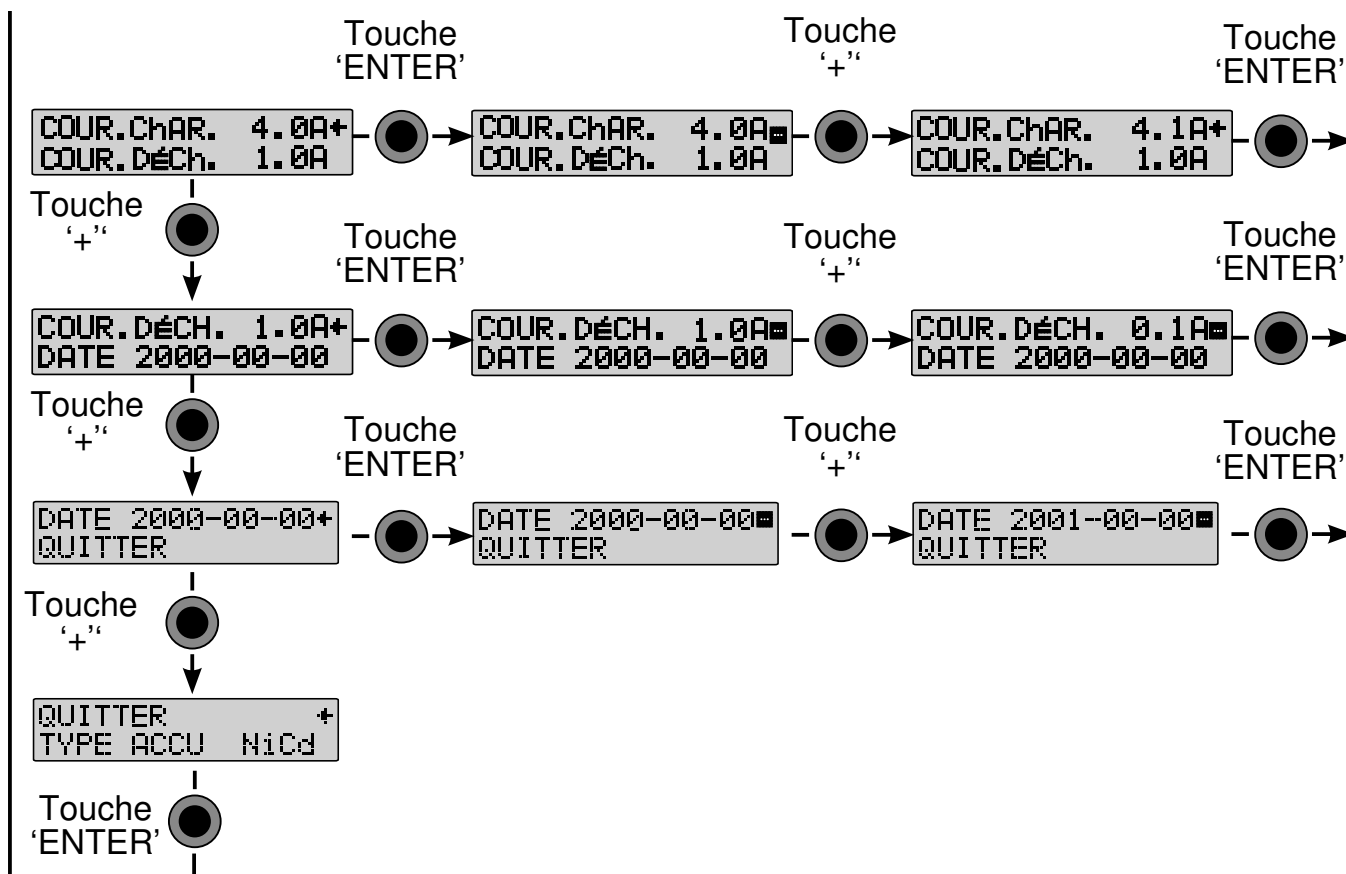 Touche
'ENTER'
Touche
'+'
Touche
'ENTER'
COUR.ChAR. 4.0A+
COUR.DéCh. 1.0A
COUR.ChAR. 4.0A
COUR.DéCh. 1.0A
COUR.ChAR. 4.1A+
COUR.DéCh. 1.0A
Touche
‘+’‘
Touche
‘ENTER’
Touche
‘+’‘
Touche
‘ENTER’
COUR.DéCH. 1.0A+
DATE 2000-00-00
COUR.DéCH. 1.0A
DATE 2000-00-00
COUR.DéCH. 0.1A
DATE 2000-00-00
Touche
‘+’‘
Touche
‘ENTER’
Touche
‘+’‘
Touche
‘ENTER’
DATE 2000-00-00+
QUITTER
DATE 2000-00-00
QUITTER
DATE 2001-00-00
QUITTER
Touche
‘+’‘
QUITTER +
TYPE ACCU NiCd
Touche
‘ENTER’